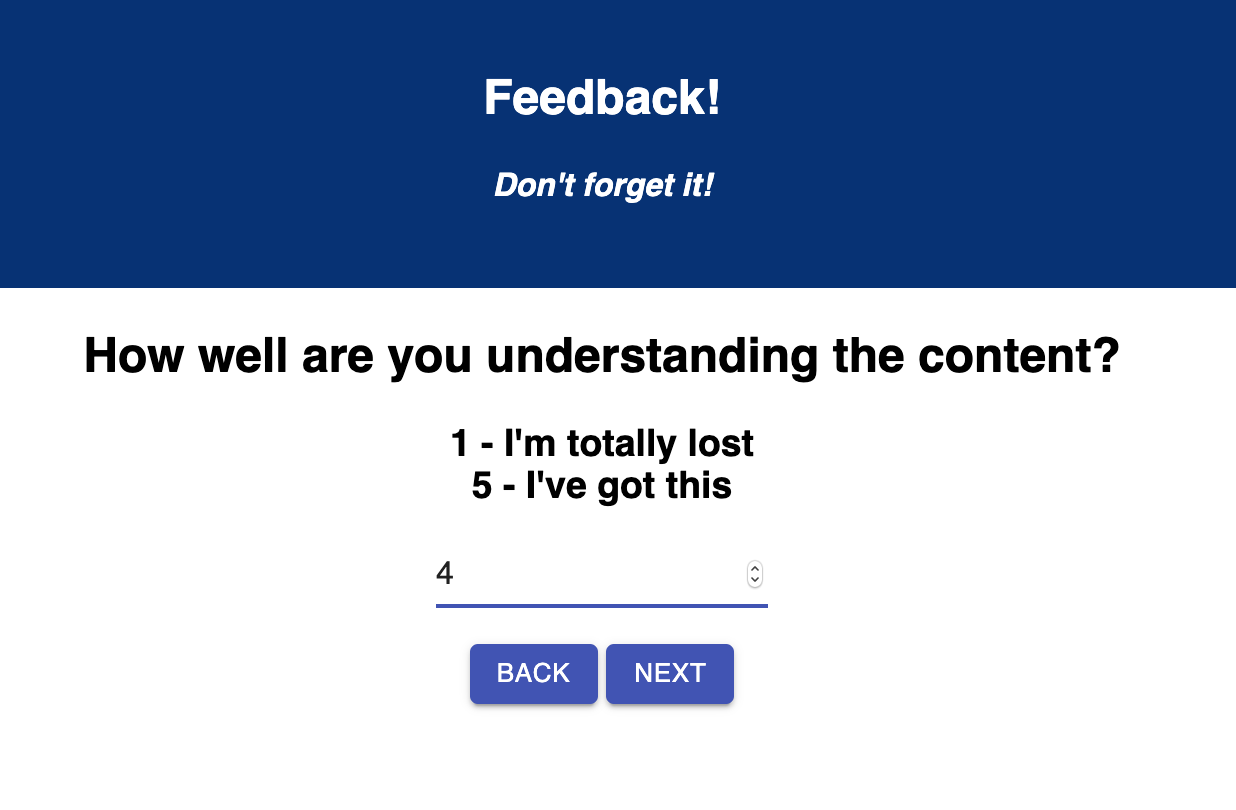 Feedback!
Don't forget it!
How well are you understanding the content?
1 - I'm totally lost
5 - I've got this
4
BACK NEXT